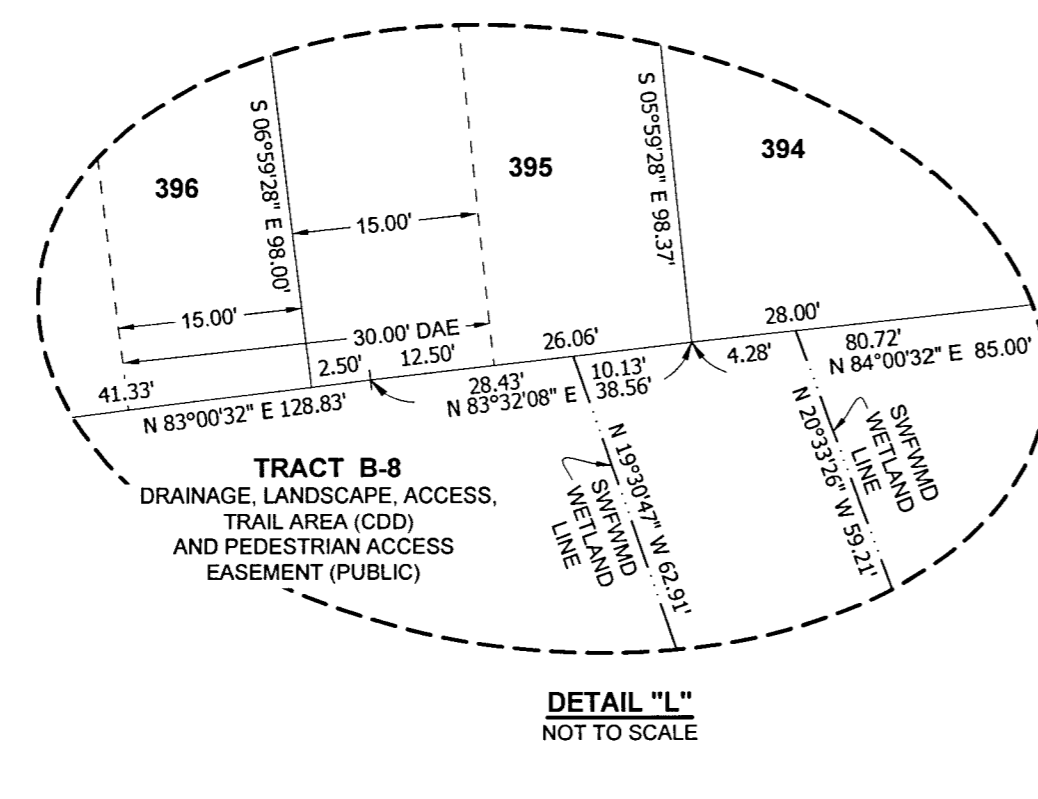 396
S 06°59'28" E 98.00'
15.00'
395
S 05°59'28" E 98.37'
394
15.00'
30.00' DAE
41.33'
2.50'
12.50'
26.06'
28.00'
28.43'
10.13'
4.28'
80.72'
N 83°00'32" E 128.83'
N 83°32'08" E 38.56'
N 84°00'32" E 85.00'
N 19°30'47" W 62.91'
SWFWMD
WETLAND
LINE
N 20°33'26" W 59.21'
SWFWMD
WETLAND
LINE
TRACT B-8
DRAINAGE, LANDSCAPE, ACCESS,
TRAIL AREA (CDD)
AND PEDESTRIAN ACCESS
EASEMENT (PUBLIC)
DETAIL "L"
NOT TO SCALE